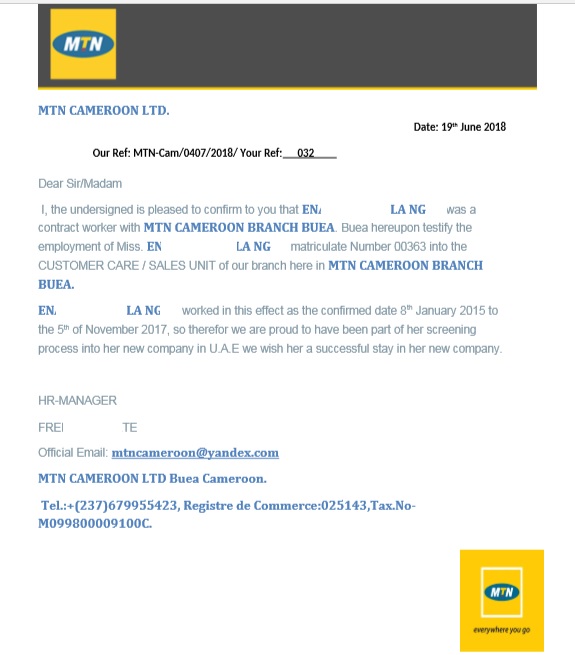 MTN
MTN CAMEROON LTD.
Date: 19th June 2018
Our Ref: MTN-Cam/0407/2018/ Your Ref:__032____
Dear Sir/Madam
I, the undersigned is pleased to confirm to you that EN LA NG was a
contract worker with MTN CAMEROON BRANCH BUEA. Buea hereupon testify the
employment of Miss. EN LA NG matriculate Number 00363 into the
CUSTOMER CARE / SALES UNIT of our branch here in MTN CAMEROON BRANCH
BUEA.
EN LA NG worked in this effect as the confirmed date 8th January 2015 to
the 5th of November 2017, so therefor we are proud to have been part of her screening
process into her new company in U.A.E we wish her a successful stay in her new company.
HR-MANAGER
FRE TE
Official Email: mtncameroon@yandex.com
MTN CAMEROON LTD Buea Cameroon.
Tel.:+(237)679955423, Registre de Commerce:025143,Tax.No-
M099800009100C.
MTN
everywhere you go